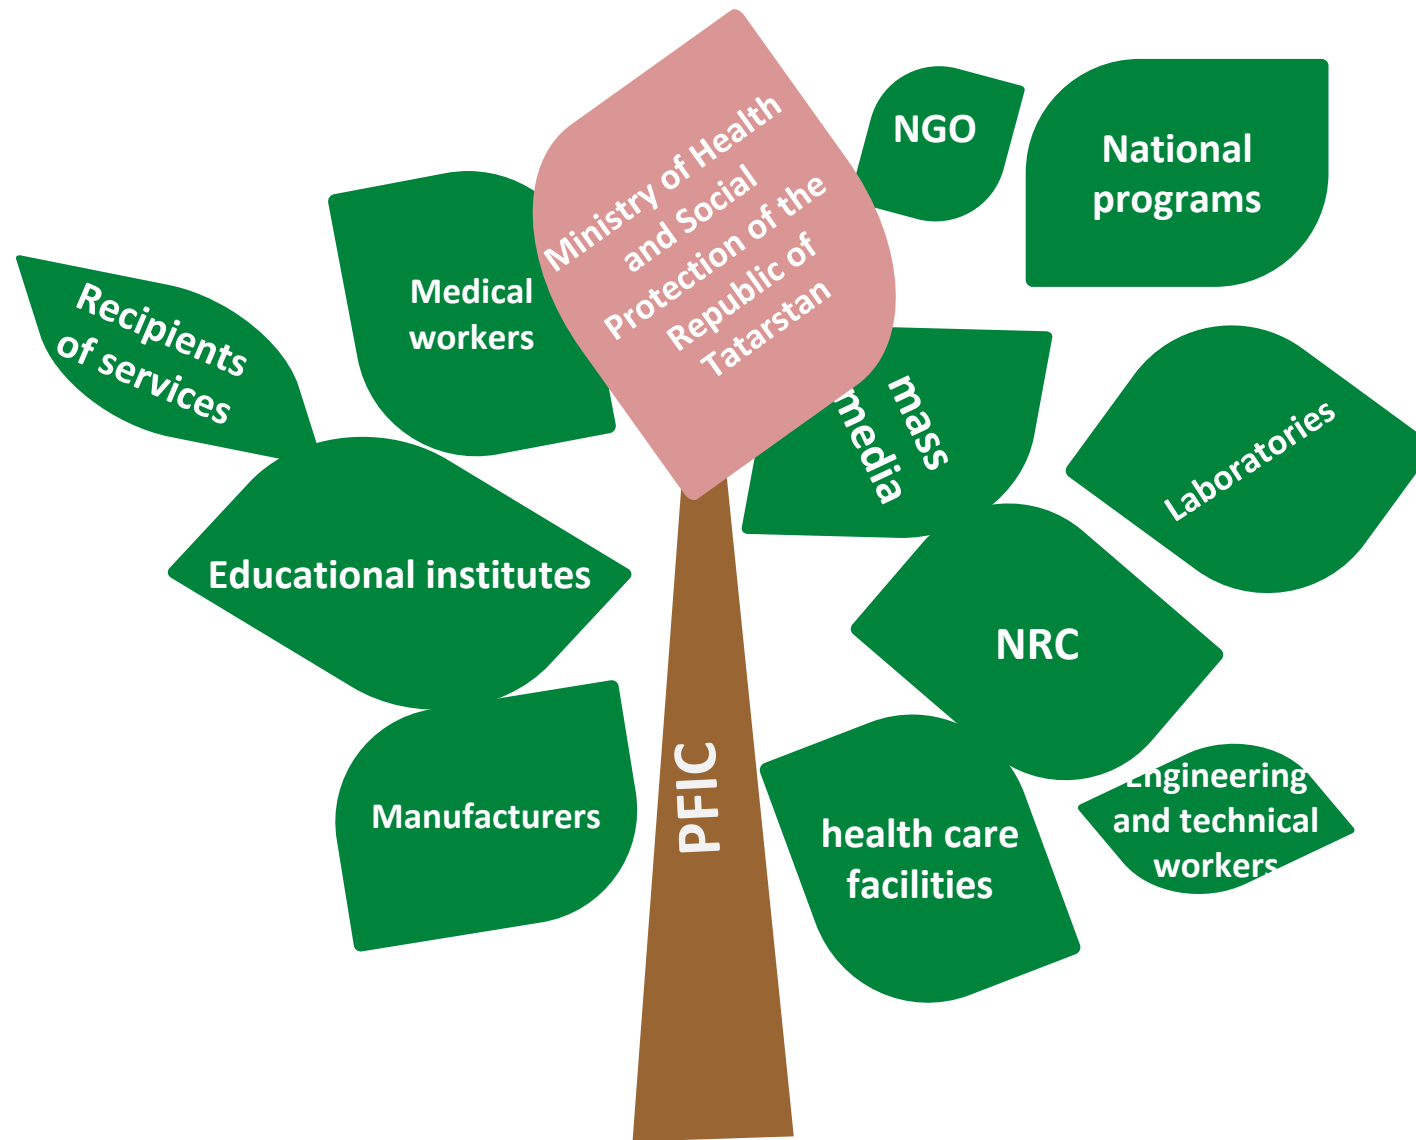 Ministry of Health
and Social
Protection of the
Republic of
Tatarstan
NGO
National
programs
Medical
workers
Recipients
of services
mass
media
Laboratories
Educational institutes
NRC
Manufacturers
PFIC
health care
facilities
Engineering
and technical
workers